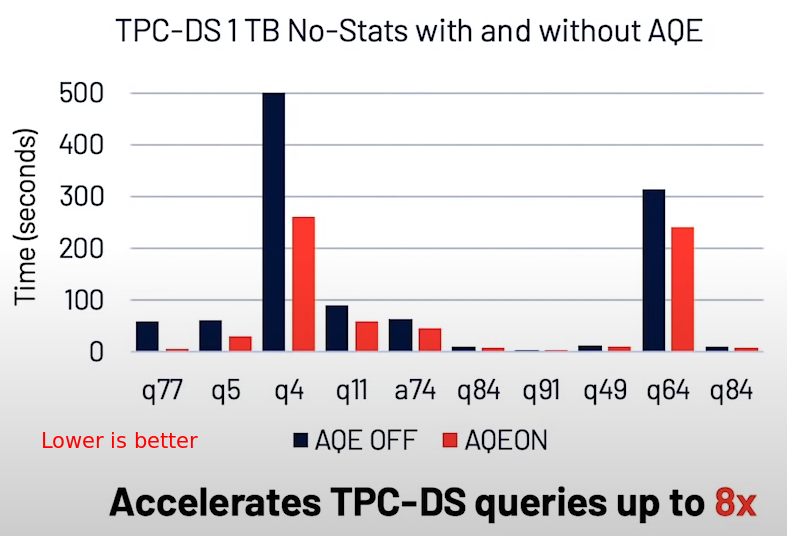 TPC-DS 1 TB No-Stats with and without AQE
Time (seconds)
500
400
300
200
100
0
q77 q5 q4 q11 a74 q84 q91 q49 q64 q84
Lower is better
AQE OFF AQEON
Accelerates TPC-DS queries up to 8x